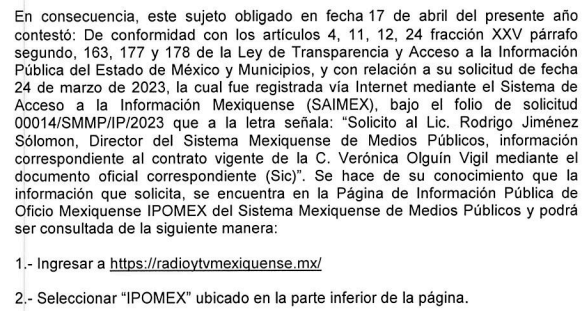 En consecuencia, este sujeto obligado en fecha 17 de abril del presente año
contestó: De conformidad con los artículos 4, 11, 12, 24 fracción XXV párrafo
segundo, 163, 177 y 178 de la Ley de Transparencia y Acceso a la Información
Pública del Estado de México y Municipios, y con relación a su solicitud de fecha
24 de marzo de 2023, la cual fue registrada vía Internet mediante el Sistema de
Acceso a la Información Mexiquense (SAIMEX), bajo el folio de solicitud
00014/SMMP/IP/2023 que a la letra señala: “Solicito al Lic. Rodrigo Jiménez
Sólomon, Director del Sistema Mexiquense de Medios Públicos, información
correspondiente al contrato vigente de la C. Verónica Olguín Vigil mediante el
documento oficial correspondiente (Sic)”. Se hace de su conocimiento que la
información que solicita, se encuentra en la Página de Información Pública de
Oficio Mexiquense IPOMEX del Sistema Mexiquense de Medios Públicos y podrá
ser consultada de la siguiente manera:
1.- Ingresar a https://radioytvmexiquense.mx/
2.- Seleccionar “IPOMEX” ubicado en la parte inferior de la página.